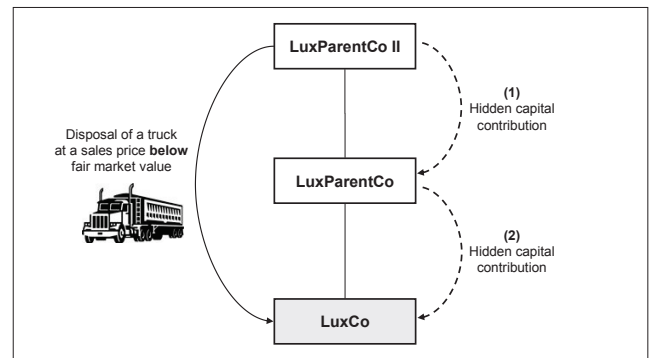 LuxParentCo II
(1)
Hidden capital
contribution
Disposal of a truck
at a sales price below
fair market value
LuxParentCo
(2)
Hidden capital
contribution
LuxCo